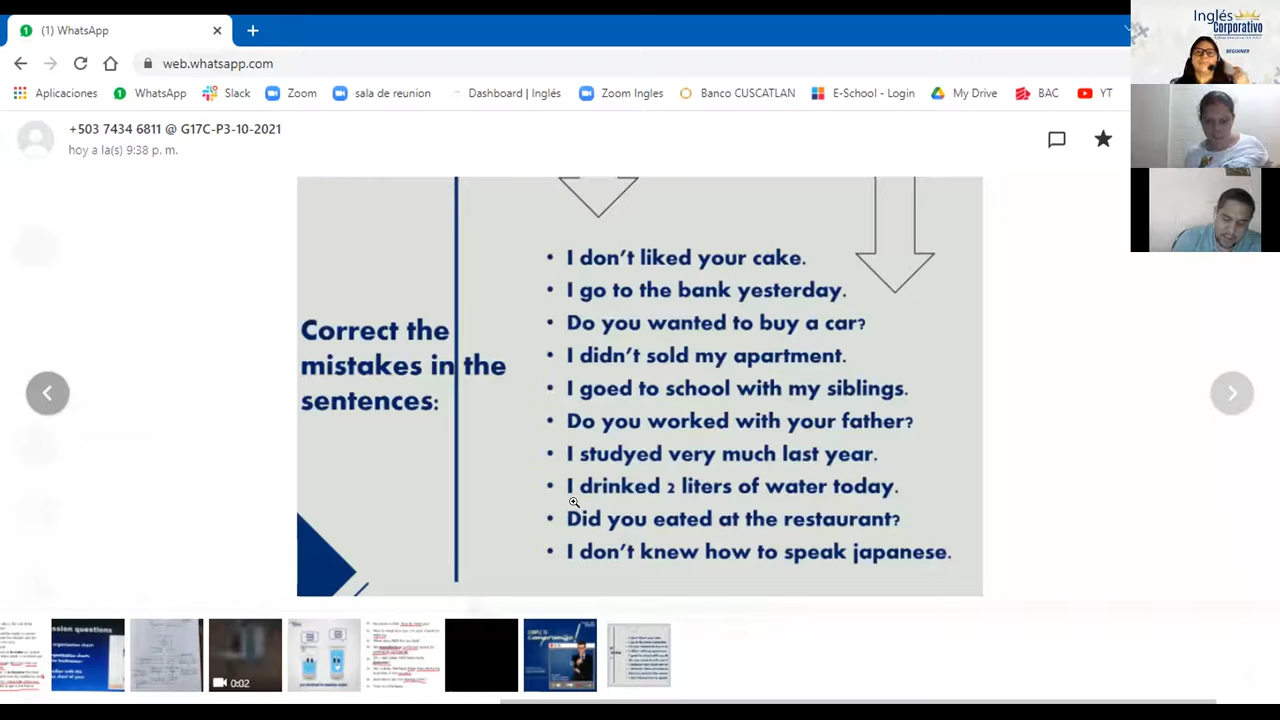 (1) WhatsApp
web.whatsapp.com
Aplicaciones WhatsApp Slack Zoom sala de reunion Dashboard | Inglés Zoom Ingles Banco CUSCATLAN E-School - Login My Drive BAC YT
Inglés
Corporativo
BEGINNER
+503 7434 6811 @ G17C-P3-10-2021
hoy a la(s) 9:38 p. m.
Correct the
mistakes in the
sentences:
• I don't liked your cake.
• I go to the bank yesterday.
• Do you wanted to buy a car?
• I didn't sold my apartment.
• I goed to school with my siblings.
• Do you worked with your father?
• I studyed very much last year.
• I drinked 2 liters of water today.
• Did you eated at the restaurant?
• I don't knew how to speak japanese.
0:02